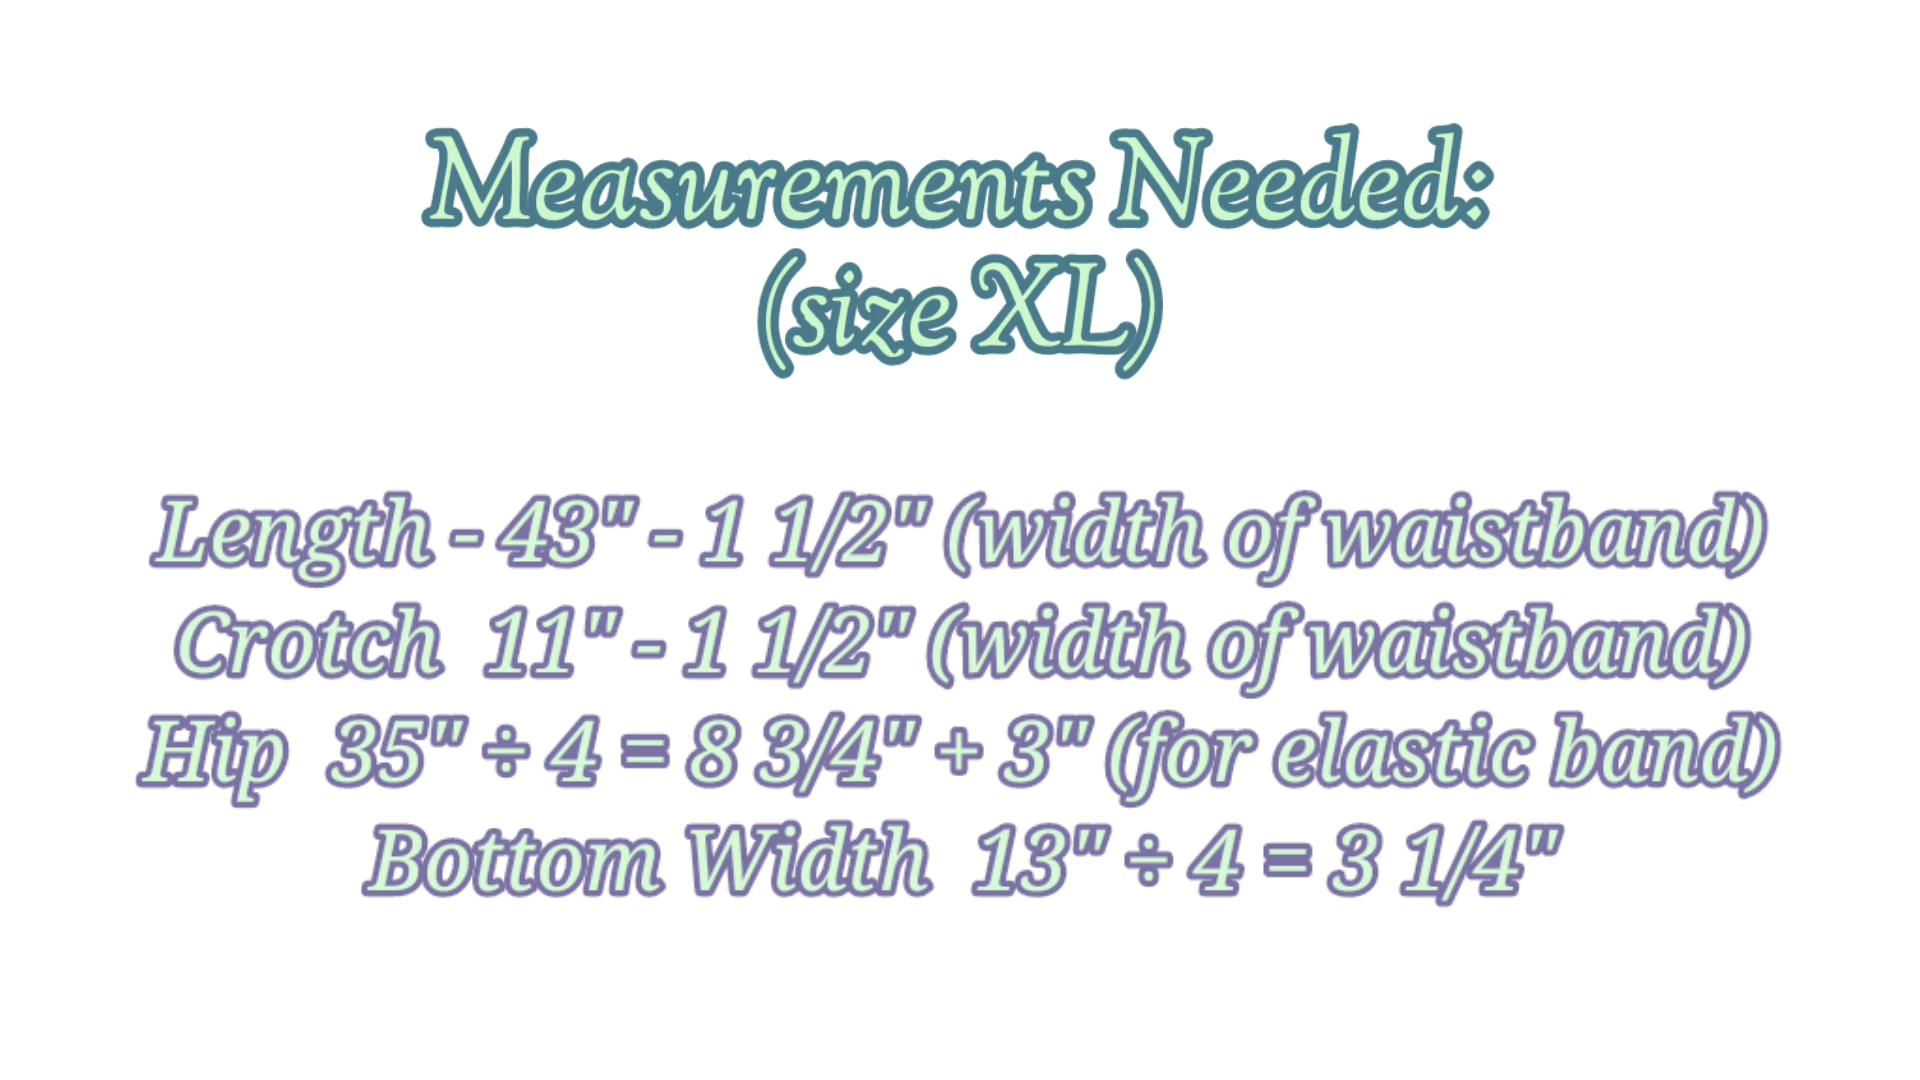 Measurements Needed:
(size XL)
Length - 43" - 1 1/2" (width of waistband)
Crotch 11" - 1 1/2" (width of waistband)
Hip 35" ÷ 4 = 8 3/4" + 3" (for elastic band)
Bottom Width 13" ÷ 4 = 3 1/4"